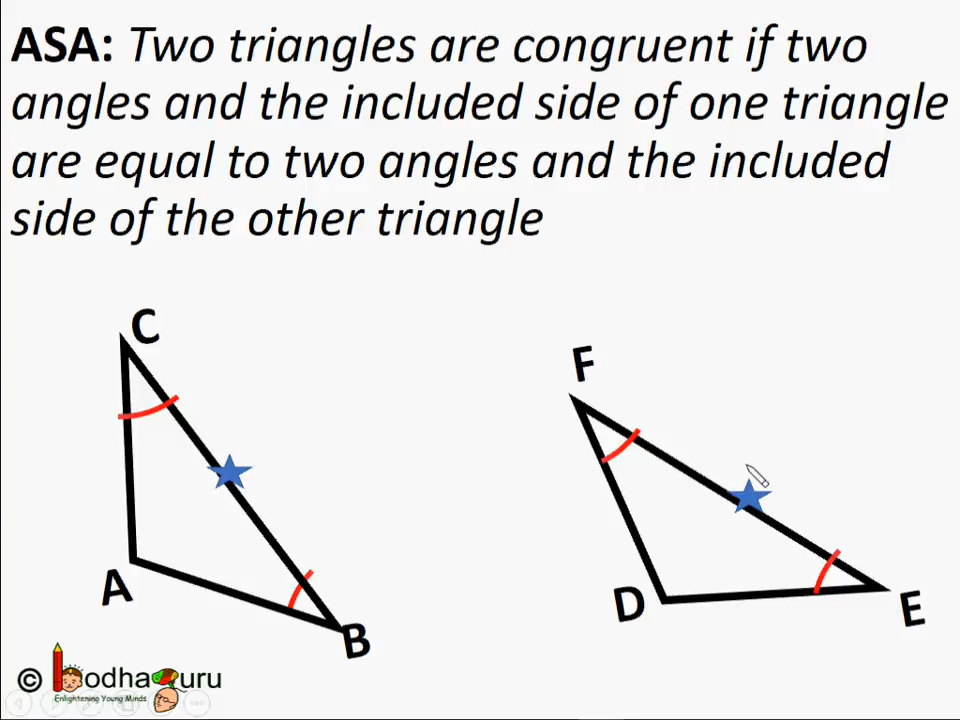 ASA: Two triangles are congruent if two
angles and the included side of one triangle
are equal to two angles and the included
side of the other triangle
C
F
A
D
E
B
© bodhaguru
Enlightening Young Minds